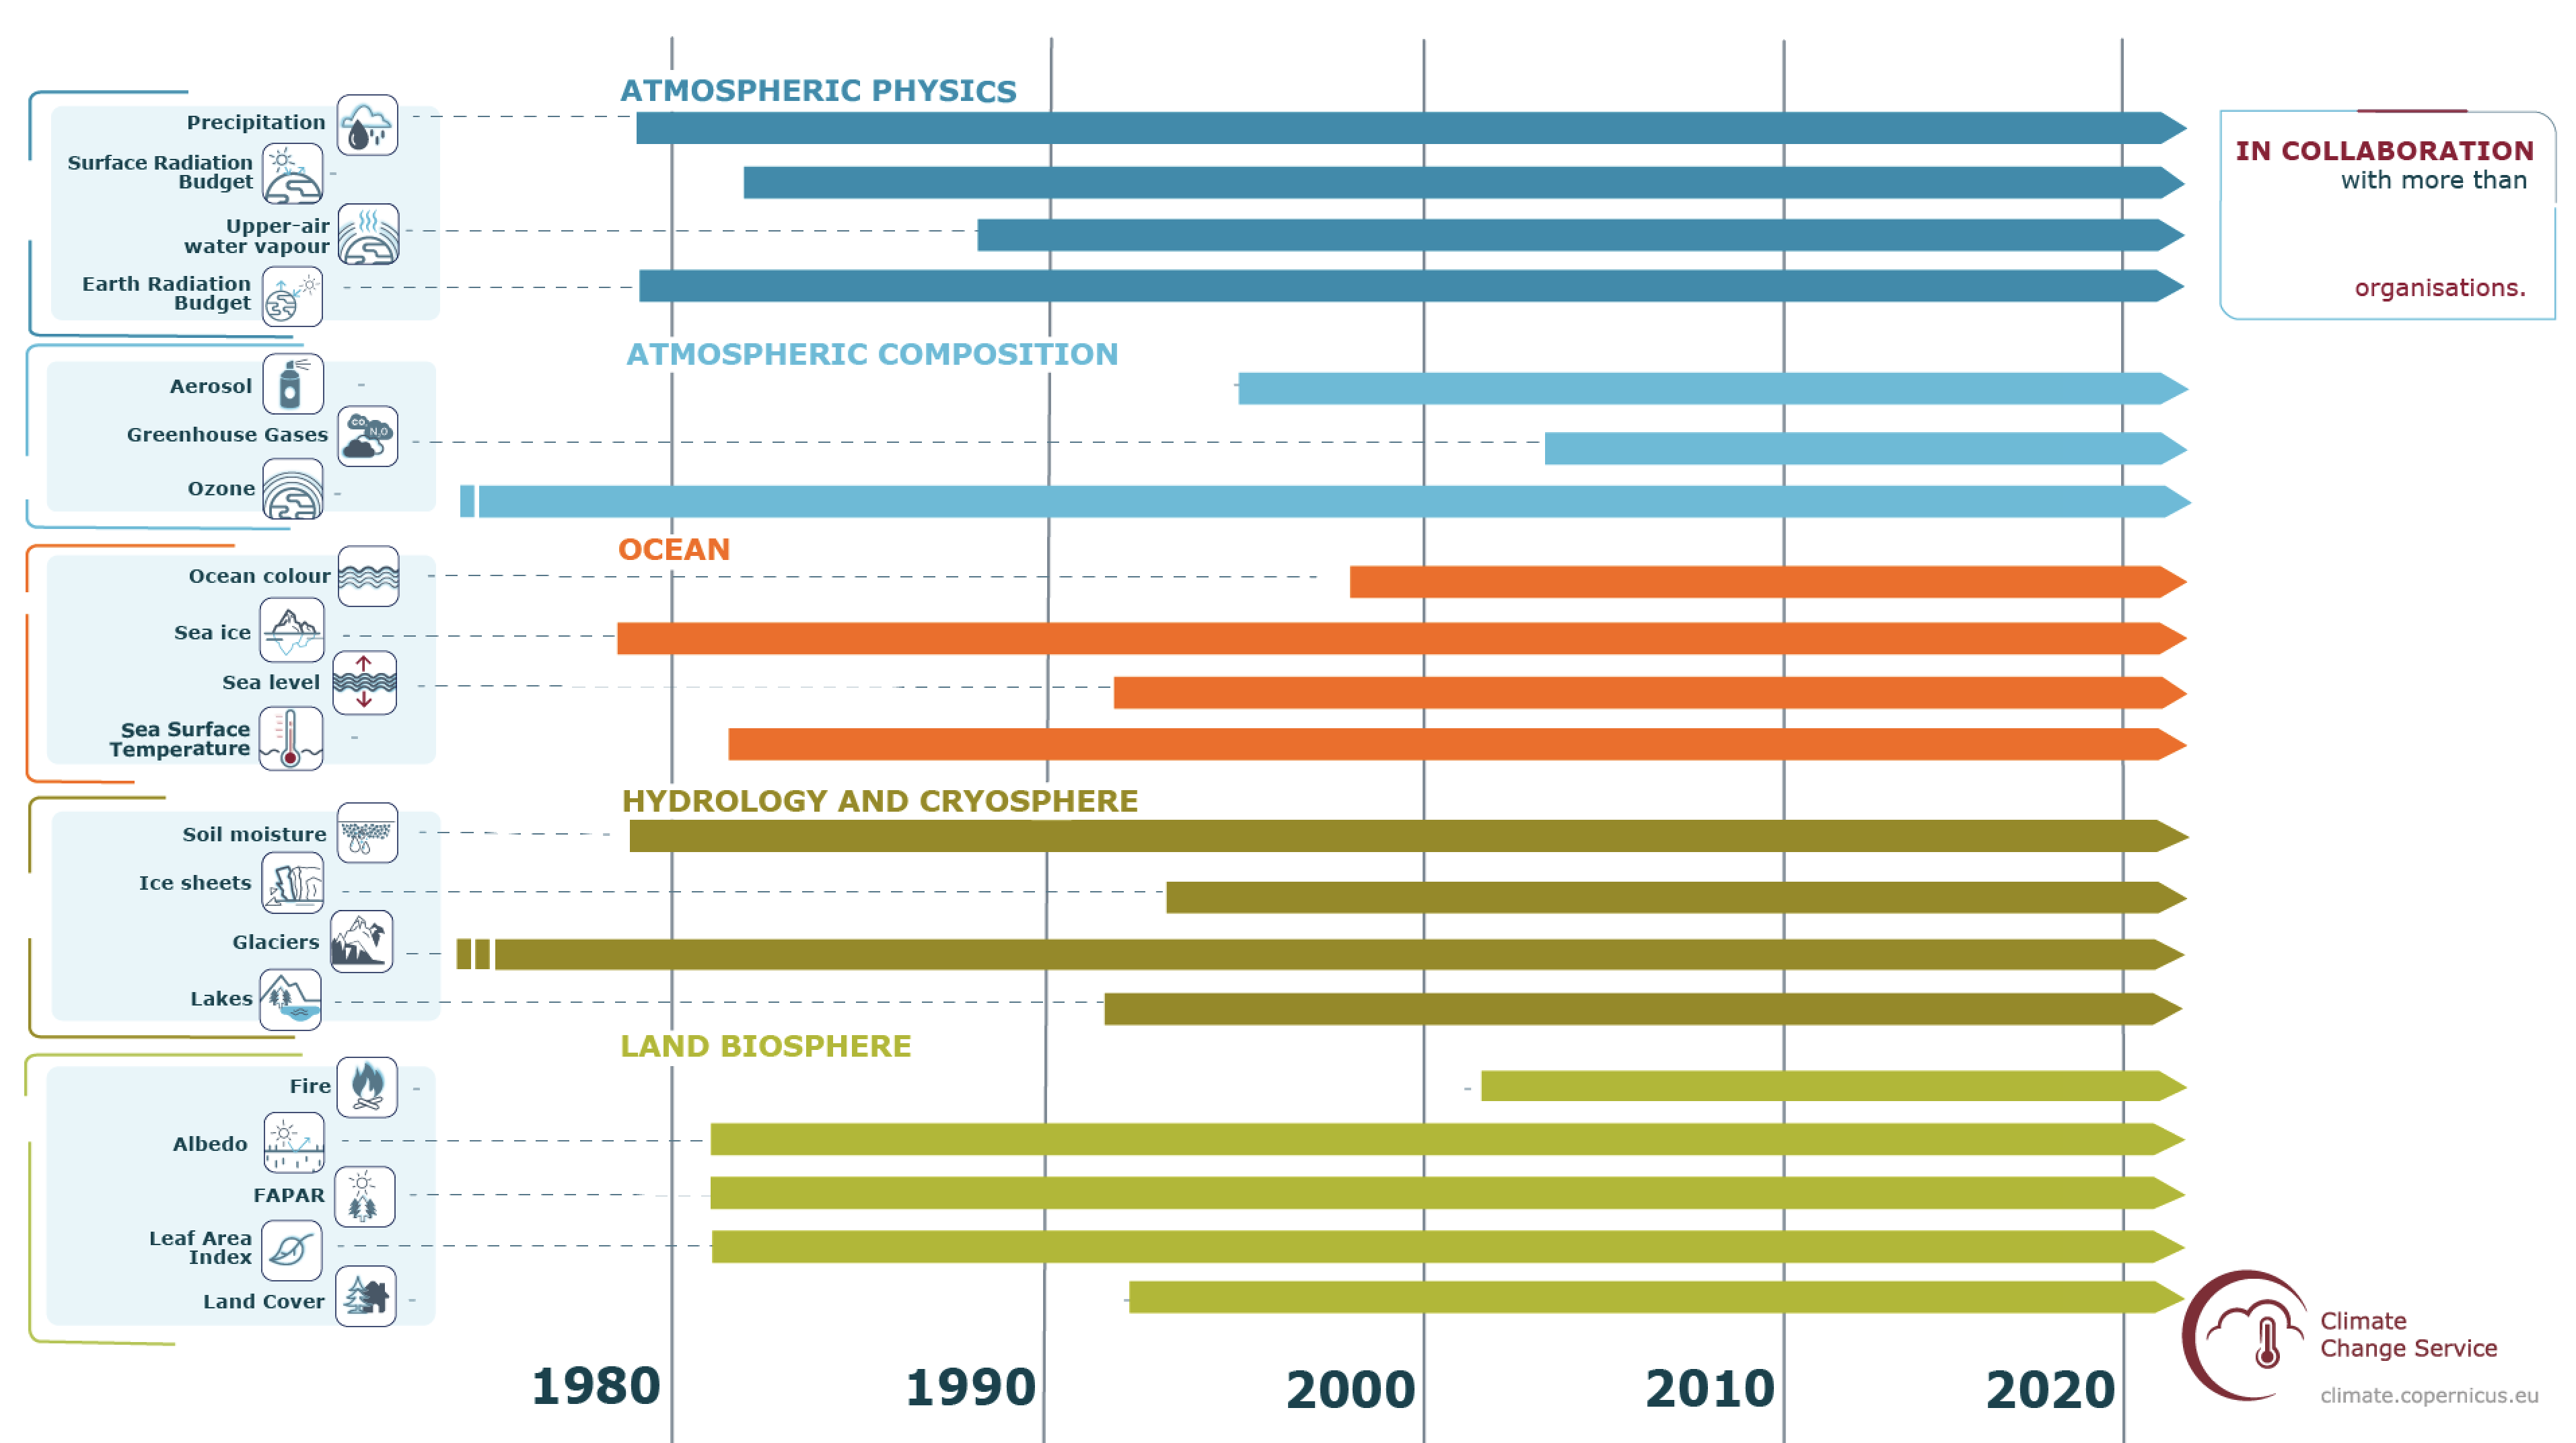 ATMOSPHERIC PHYSICS
Precipitation
Surface Radiation
Budget
Upper-air
water vapour
Earth Radiation
Budget
IN COLLABORATION
with more than
organisations.
ATMOSPHERIC COMPOSITION
Aerosol
Greenhouse Gases
CO₂
N₂O
Ozone
OCEAN
Ocean colour
Sea ice
Sea level
Sea Surface
Temperature
HYDROLOGY AND CRYOSPHERE
Soil moisture
Ice sheets
Glaciers
Lakes
LAND BIOSPHERE
Fire
Albedo
FAPAR
Leaf Area
Index
Land Cover
1980 1990 2000 2010 2020
Climate
Change Service
climate.copernicus.eu